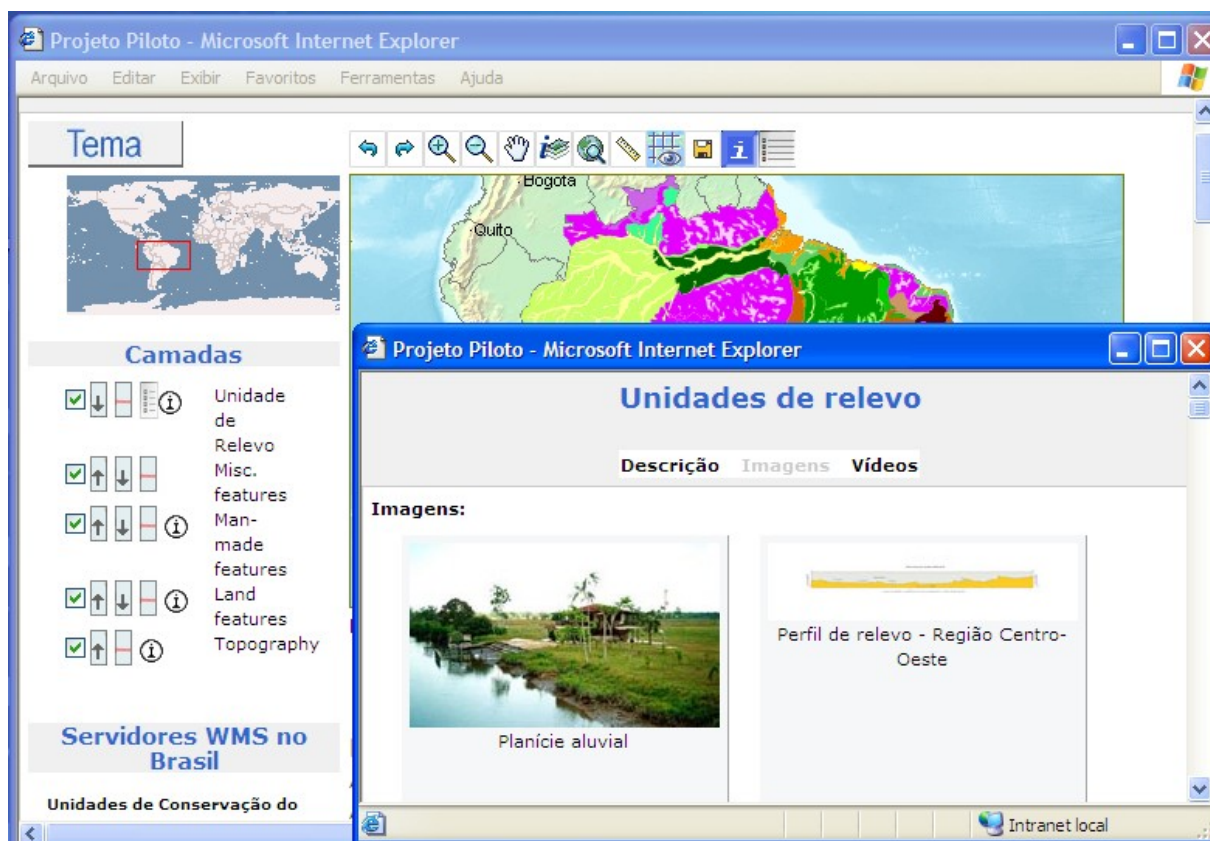 Projeto Piloto - Microsoft Internet Explorer
Arquivo Editar Exibir Favoritos Ferramentas Ajuda
Tema
Bogota
Quito
Camadas
Unidade
de
Relevo
Misc.
features
Man-
made
features
Land
features
Topography
Servidores WMS no
Brasil
Unidades de Conservação do
Projeto Piloto - Microsoft Internet Explorer
Unidades de relevo
Descrição Imagens Vídeos
Imagens:
Planície aluvial
Perfil de relevo - Região Centro-
Oeste
Intranet local